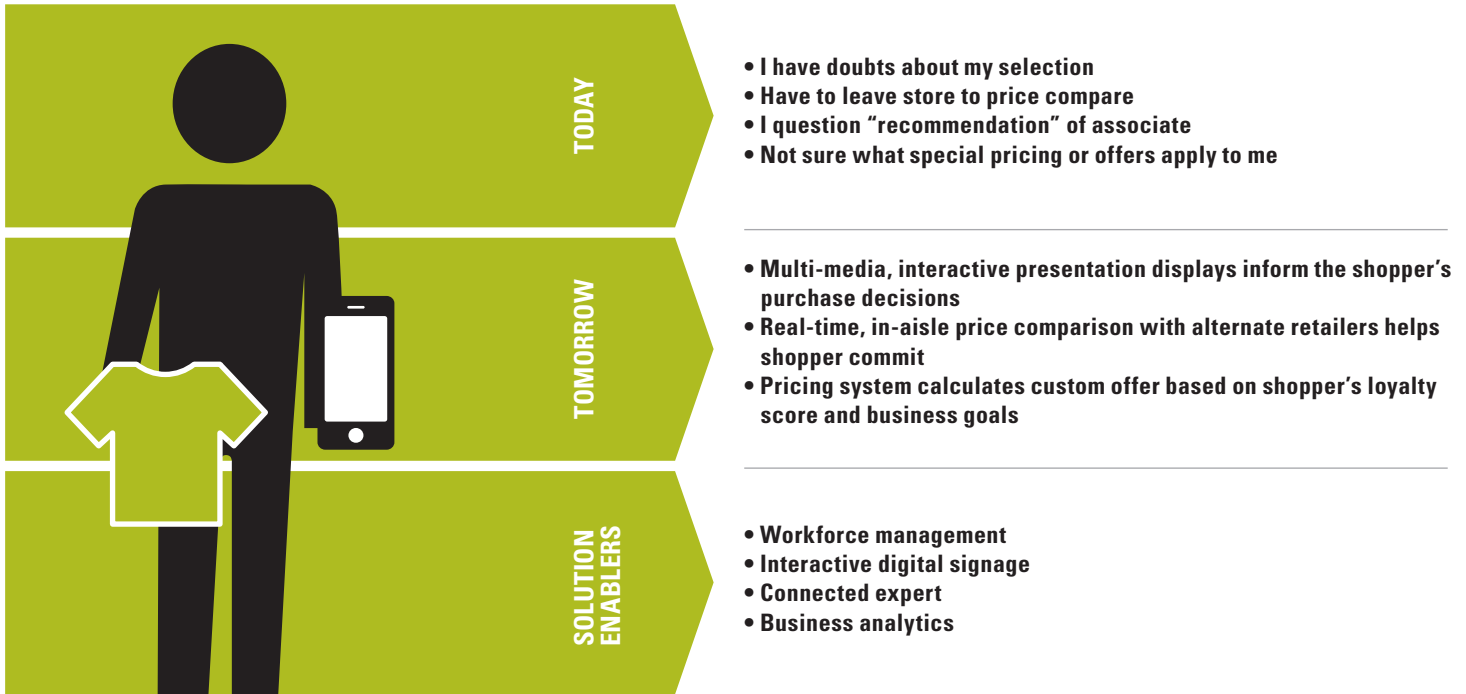 TODAY
• I have doubts about my selection
• Have to leave store to price compare
• I question “recommendation” of associate
• Not sure what special pricing or offers apply to me
TOMORROW
• Multi-media, interactive presentation displays inform the shopper’s
purchase decisions
• Real-time, in-aisle price comparison with alternate retailers helps
shopper commit
• Pricing system calculates custom offer based on shopper’s loyalty
score and business goals
SOLUTION
ENABLERS
• Workforce management
• Interactive digital signage
• Connected expert
• Business analytics